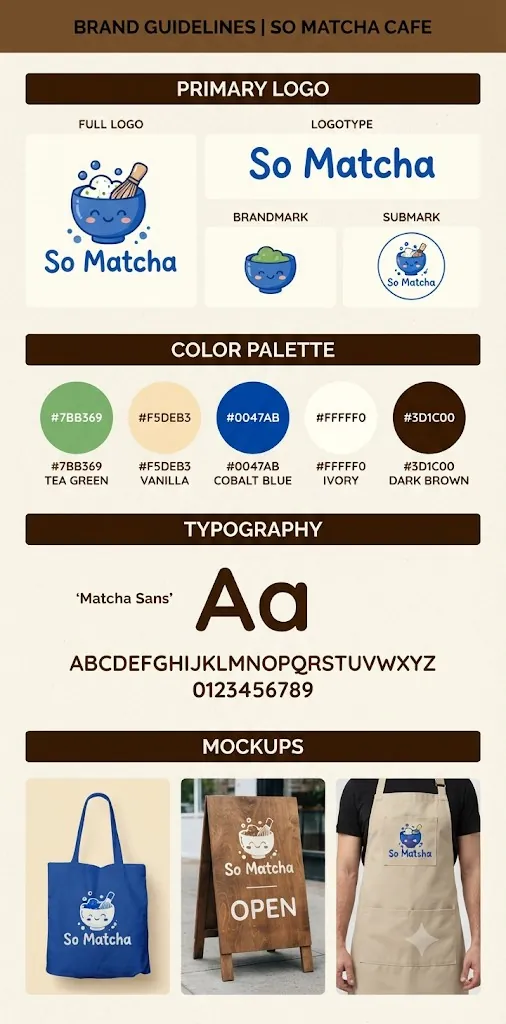 BRAND GUIDELINES | SO MATCHA CAFE
PRIMARY LOGO
FULL LOGO
So Matcha
LOGOTYPE
So Matcha
BRANDMARK
SUBMARK
So Matcha
COLOR PALETTE
#7BB369
#F5DEB3
#0047AB
#FFFFF0
#3D1C00
#7BB369
TEA GREEN
#F5DEB3
VANILLA
#0047AB
COBALT BLUE
#FFFFF0
IVORY
#3D1C00
DARK BROWN
TYPOGRAPHY
‘Matcha Sans’
Aa
ABCDEFGHIJKLMNOPQRSTUVWXYZ
0123456789
MOCKUPS
So Matcha
So Matcha
OPEN
So Matcha